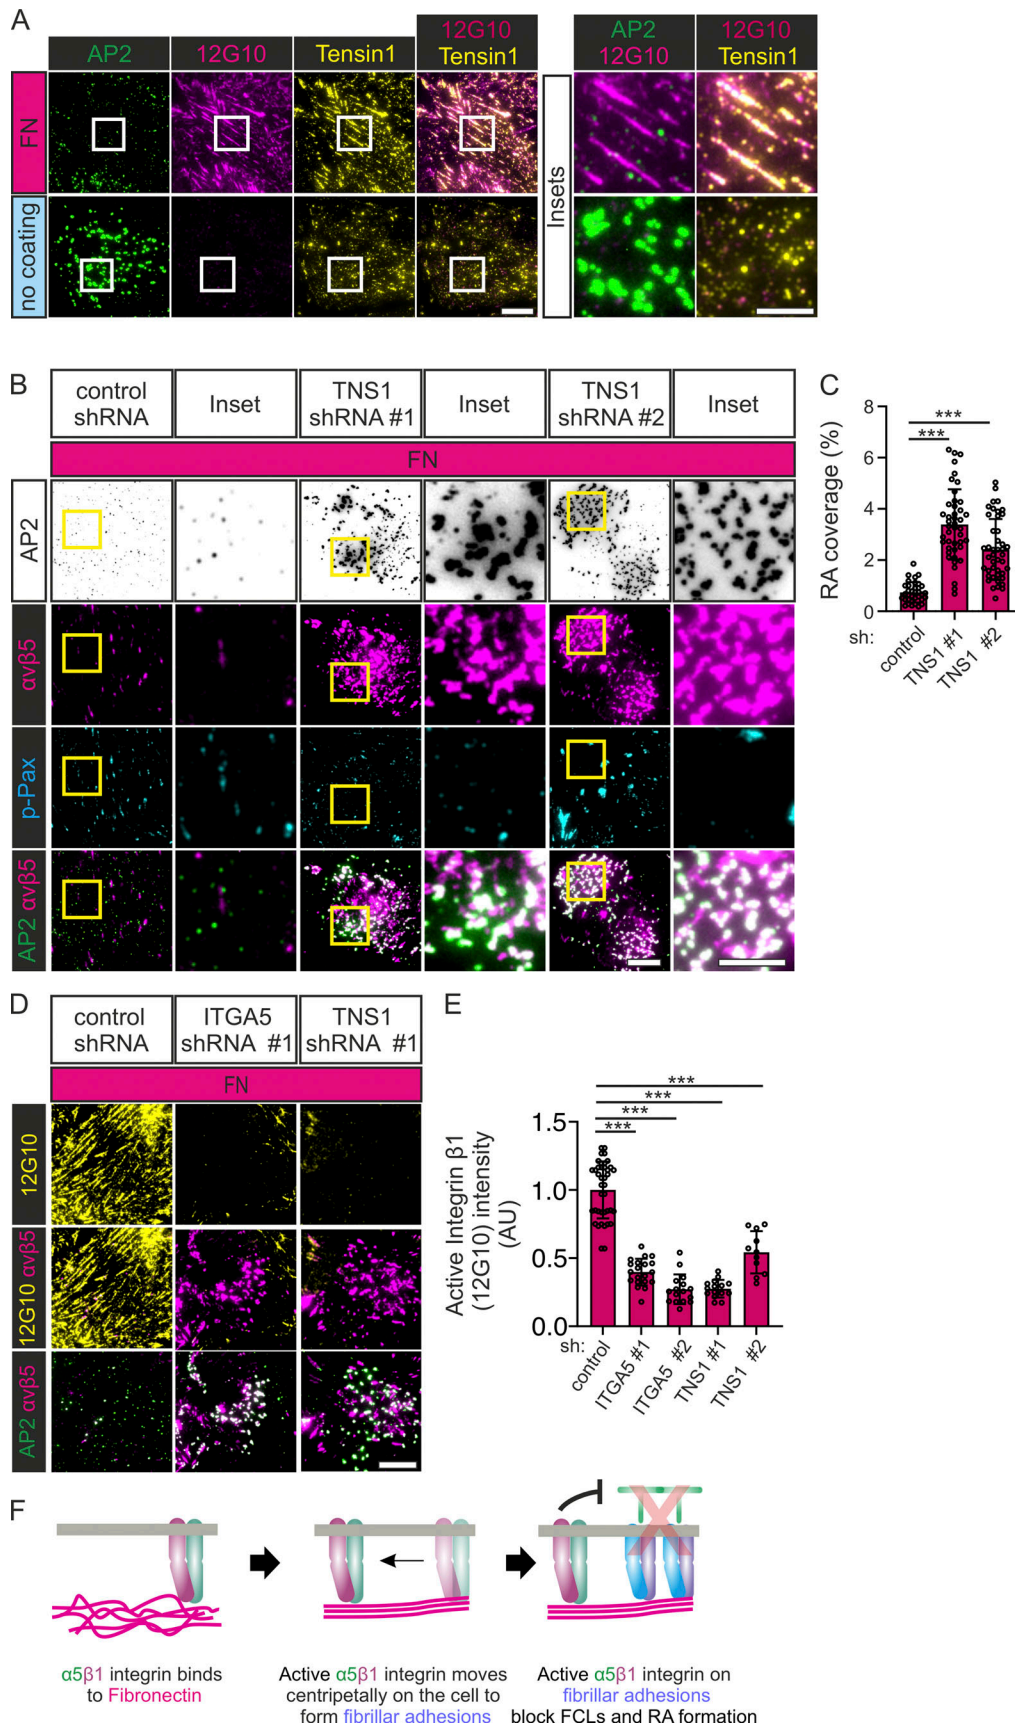 A
AP2
12G10
Tensin1
12G10
Tensin1
AP2
12G10
12G10
Tensin1
FN
no coating
Insets
B
control
shRNA
Inset
TNS1
shRNA #1
Inset
TNS1
shRNA #2
Inset
FN
AP2
αvβ5
p-Pax
AP2 αvβ5
C
RA coverage (%)
8
6
4
2
0
***
***
sh:
control
TNS1 #1
TNS1 #2
D
control
shRNA
ITGA5
shRNA #1
TNS1
shRNA #1
FN
12G10
12G10 αvβ5
AP2 αvβ5
E
Active Integrin β1
(12G10) intensity
(AU)
1.5
1.0
0.5
0.0
***
***
***
***
sh:
control
ITGA5 #1
ITGA5 #2
TNS1 #1
TNS1 #2
F
α5β1 integrin binds
to Fibronectin
Active α5β1 integrin moves
centripetally on the cell to
form fibrillar adhesions
Active α5β1 integrin on
fibrillar adhesions
block FCLs and RA formation